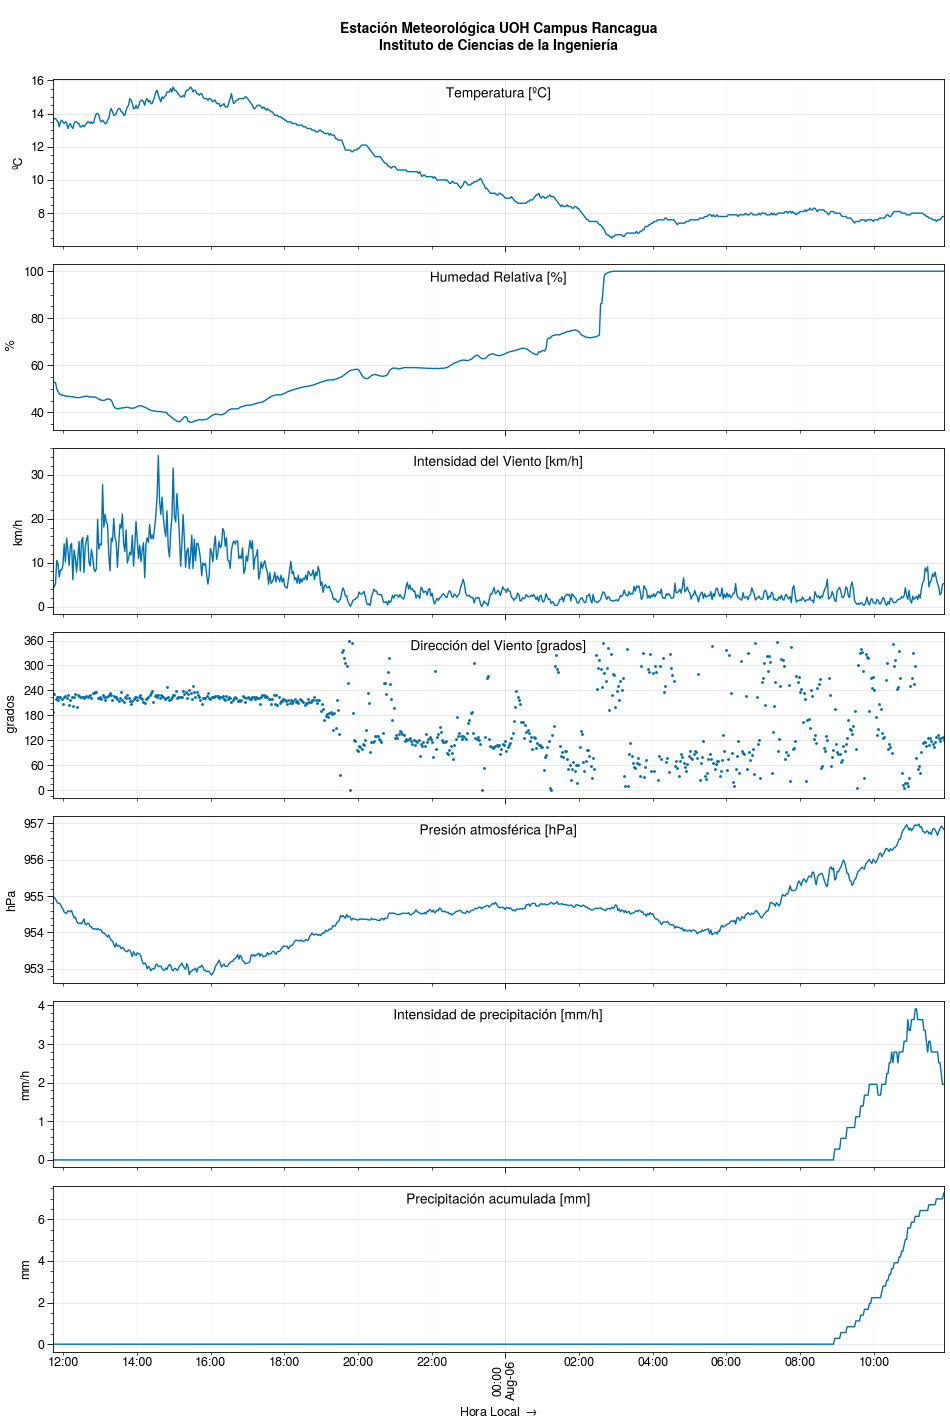 Estación Meteorológica UOH Campus Rancagua
Instituto de Ciencias de la Ingeniería
Temperatura [ºC]
16
14
12
10
8
ºC
Humedad Relativa [%]
100
80
60
40
%
Intensidad del Viento [km/h]
30
20
10
0
km/h
Dirección del Viento [grados]
360
300
240
180
120
60
0
grados
Presión atmosférica [hPa]
957
956
955
954
953
hPa
Intensidad de precipitación [mm/h]
4
3
2
1
0
mm/h
Precipitación acumulada [mm]
6
4
2
0
mm
12:00 14:00 16:00 18:00 20:00 22:00 00:00 02:00 04:00 06:00 08:00 10:00
Aug-06
Hora Local →